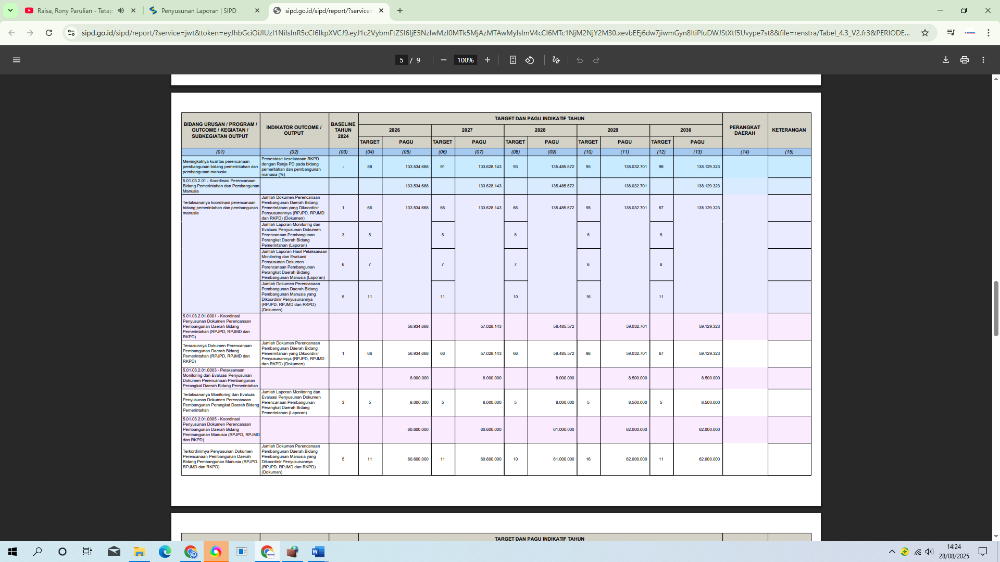 Raisa, Rony Parulian - Tetap
Penyusunan Laporan | SIPD
sipd.go.id/sipd/report/?service=
5 / 9
100%
TARGET DAN PAGU INDIKATIF TAHUN
BIDANG URUSAN / PROGRAM /
OUTCOME / KEGIATAN /
SUBKEGIATAN OUTPUT
INDIKATOR OUTCOME /
OUTPUT
BASELINE
TAHUN
2024
2026 2027 2028 2029 2030
PERANGKAT
DAERAH
KETERANGAN
TARGET PAGU TARGET PAGU TARGET PAGU TARGET PAGU TARGET PAGU
(01) (02) (03) (04) (05) (06) (07) (08) (09) (10) (11) (12) (13) (14) (15)
Meningkatnya kualitas perencanaan
pembangunan bidang pemerintahan dan
pembangunan manusia
Persentase keselarasan RKPD
dengan Renja PD pada bidang
pemeritahan dan pembangunan
manusia (%)
- 88 133.534.668 91 133.628.143 93 135.485.572 95 138.032.701 98 138.129.323
5.01.03.2.01 - Koordinasi Perencanaan
Bidang Pemerintahan dan Pembangunan
Manusia
133.534.668 133.628.143 135.485.572 138.032.701 138.129.323
Terlaksananya koordinasi perencanaan
bidang pemerintahan dan pembangunan
manusia
Jumlah Dokumen Perencanaan
Pembangunan Daerah Bidang
Pemerintahan yang Dikoordinir
Penyusunannya (RPJPD, RPJMD
dan RKPD) (Dokumen)
1 66 133.534.668 66 133.628.143 66 135.485.572 98 138.032.701 67 138.129.323
Jumlah Laporan Monitoring dan
Evaluasi Penyusunan Dokumen
Perencanaan Pembangunan
Perangkat Daerah Bidang
Pemerintahan (Laporan)
3 5 5 5 5 5
Jumlah Laporan Hasil Pelaksanaan
Monitoring dan Evaluasi
Penyusunan Dokumen
Perencanaan Pembangunan
Perangkat Daerah Bidang
Pembangunan Manusia (Laporan)
6 7 7 7 6 6
Jumlah Dokumen Perencanaan
Pembangunan Daerah Bidang
Pembangunan Manusia yang
Dikoordinir Penyusunannya
(RPJPD. RPJMD dan RKPD)
(Dokumen)
5 11 11 10 16 11
5.01.03.2.01.0001 - Koordinasi
Penyusunan Dokumen Perencanaan
Pembangunan Daerah Bidang
Pemerintahan (RPJPD, RPJMD dan
RKPD)
56.934.668 57.028.143 58.485.572 59.032.701 59.129.323
Tersusunnya Dokumen Perencanaan
Pembangunan Daerah Bidang
Pemerintahan (RPJPD, RPJMD dan
RKPD)
Jumlah Dokumen Perencanaan
Pembangunan Daerah Bidang
Pemerintahan yang Dikoordinir
Penyusunannya (RPJPD, RPJMD
dan RKPD) (Dokumen)
1 66 56.934.668 66 57.028.143 66 58.485.572 98 59.032.701 67 59.129.323
5.01.03.2.01.0003 - Pelaksanaan
Monitoring dan Evaluasi Penyusunan
Dokumen Perencanaan Pembangunan
Perangkat Daerah Bidang Pemerintahan
8.000.000 8.000.000 8.000.000 8.500.000 8.500.000
Terlaksananya Monitoring dan Evaluasi
Penyusunan Dokumen Perencanaan
Pembangunan Perangkat Daerah Bidang
Pemerintahan
Jumlah Laporan Monitoring dan
Evaluasi Penyusunan Dokumen
Perencanaan Pembangunan
Perangkat Daerah Bidang
Pemerintahan (Laporan)
3 5 8.000.000 5 8.000.000 5 8.000.000 5 8.500.000 5 8.500.000
5.01.03.2.01.0005 - Koordinasi
Penyusunan Dokumen Perencanaan
Pembangunan Daerah Bidang
Pembangunan Manusia (RPJPD, RPJMD
dan RKPD)
60.600.000 60.600.000 61.000.000 62.000.000 62.000.000
Terkordinirnya Penyusunan Dokumen
Perencanaan Pembangunan Daerah
Bidang Pembangunan Manusia (RPJPD.
RPJMD dan RKPD)
Jumlah Dokumen Perencanaan
Pembangunan Daerah Bidang
Pembangunan Manusia yang
Dikoordinir Penyusunannya
(RPJPD. RPJMD dan RKPD)
(Dokumen)
5 11 60.600.000 11 60.600.000 10 61.000.000 16 62.000.000 11 62.000.000
TARGET DAN PAGU INDIKATIF TAHUN
14:24
28/08/2025